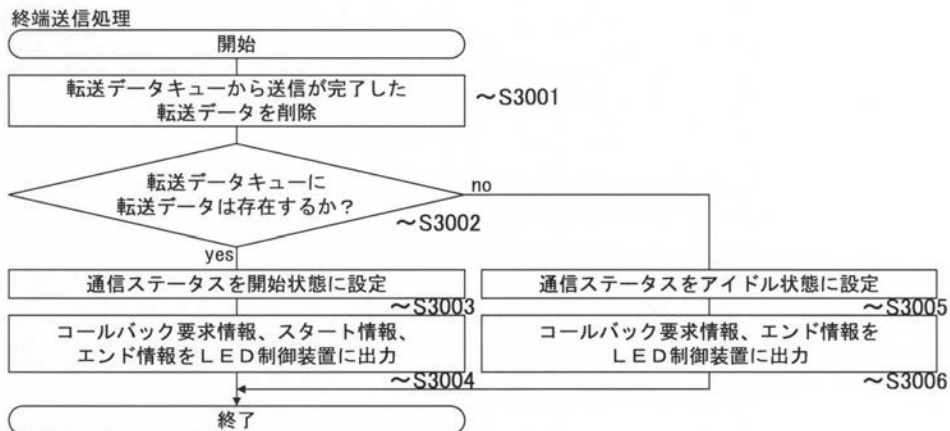 終端送信処理
開始
転送データキューから送信が完了した
転送データを削除
～S3001
転送データキューに
転送データは存在するか？
～S3002
no
yes
通信ステータスを開始状態に設定
～S3003
通信ステータスをアイドル状態に設定
～S3005
コールバック要求情報、スタート情報、
エンド情報をＬＥＤ制御装置に出力
～S3004
コールバック要求情報、エンド情報を
ＬＥＤ制御装置に出力
～S3006
終了